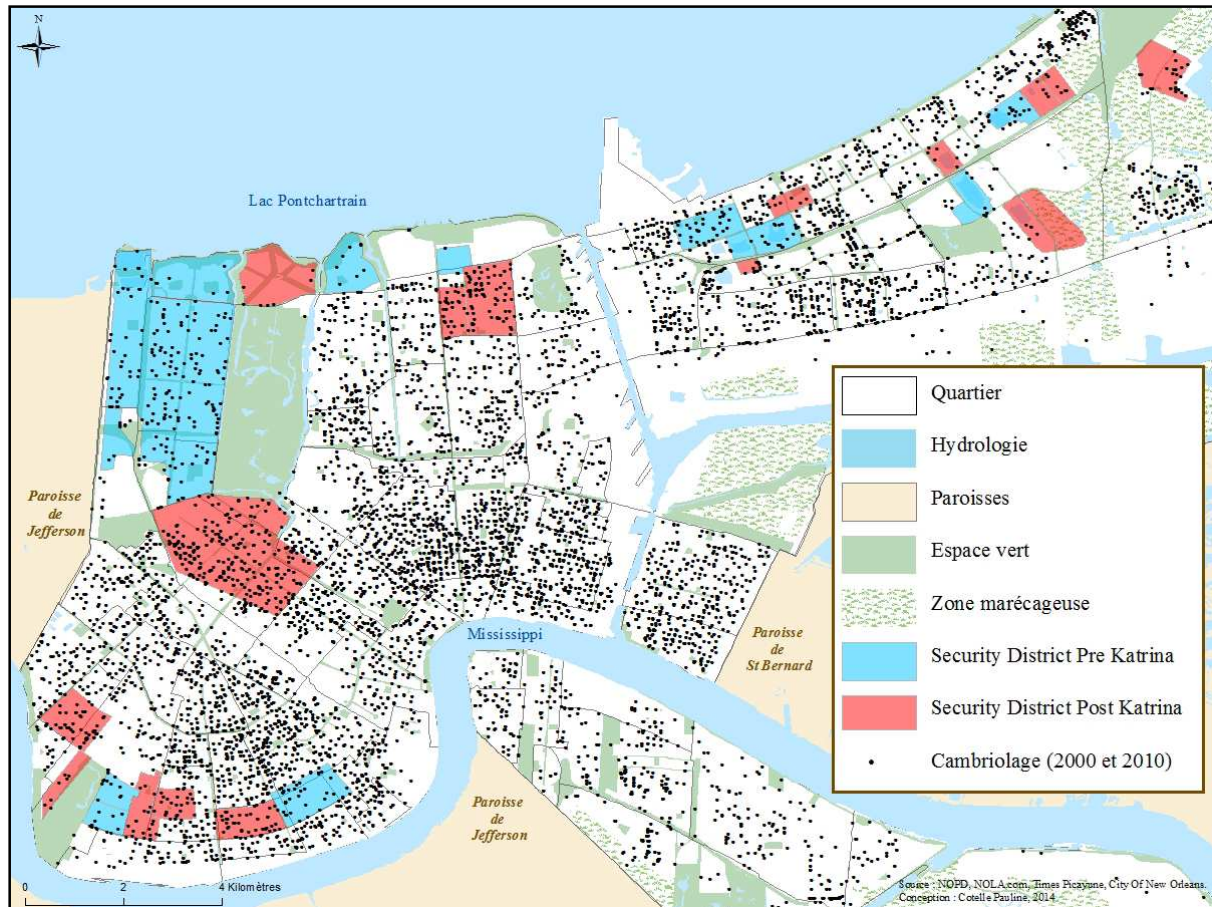 N
Lac Pontchartrain
Paroisse
de
Jefferson
Mississippi
Paroisse
de
St Bernard
Paroisse
de
Jefferson
Quartier
Hydrologie
Paroisses
Espace vert
Zone marécageuse
Security District Pre Katrina
Security District Post Katrina
Cambriolage (2000 et 2010)
0 2 4 Kilomètres
Source : NOPD, NOLA.com, Times Picayune, City Of New Orleans.
Conception : Cotelle Pauline, 2014